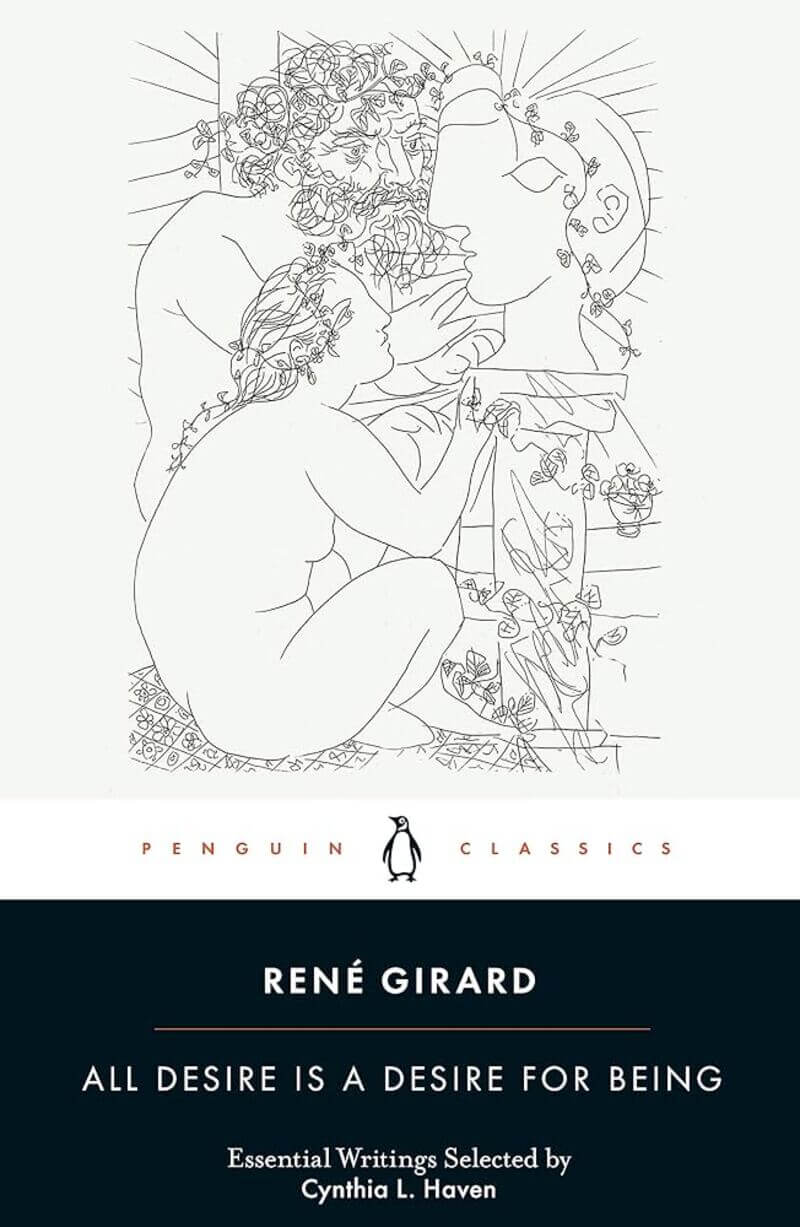 PENGUIN CLASSICS
RENÉ GIRARD
ALL DESIRE IS A DESIRE FOR BEING
Essential Writings Selected by
Cynthia L. Haven